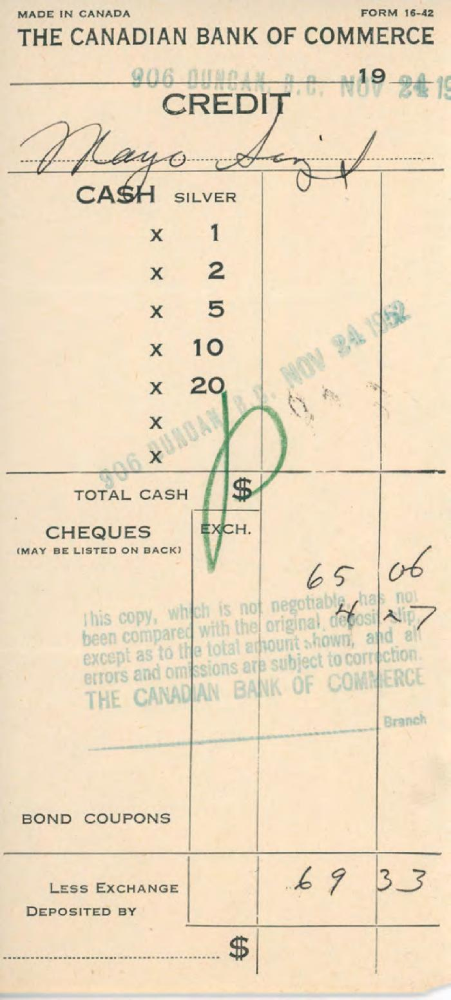 MADE IN CANADA FORM 16-42
THE CANADIAN BANK OF COMMERCE
19
906 DUNCAN, B.C. NOV 24 19
CREDIT
Mayo
CASH SILVER
x 1
x 2
x 5
x 10
x 20
x
x
906 DUNCAN B.C. NOV 24 1952
TOTAL CASH $
CHEQUES EXCH.
(MAY BE LISTED ON BACK)
65 06
4 27
This copy, which is not negotiable, has not
been compared with the original deposit slip,
except as to the total amount shown, and all
errors and omissions are subject to correction.
THE CANADIAN BANK OF COMMERCE
Branch
BOND COUPONS
69 33
LESS EXCHANGE
DEPOSITED BY
$